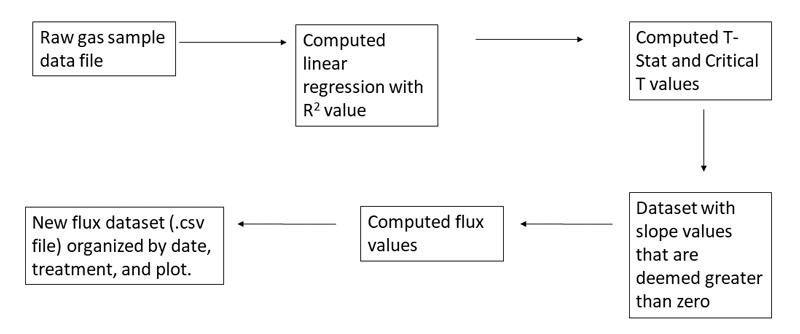 Raw gas sample
data file
Computed
linear
regression with
R² value
Computed T-
Stat and Critical
T values
Dataset with
slope values
that are
deemed greater
than zero
Computed flux
values
New flux dataset (.csv
file) organized by date,
treatment, and plot.